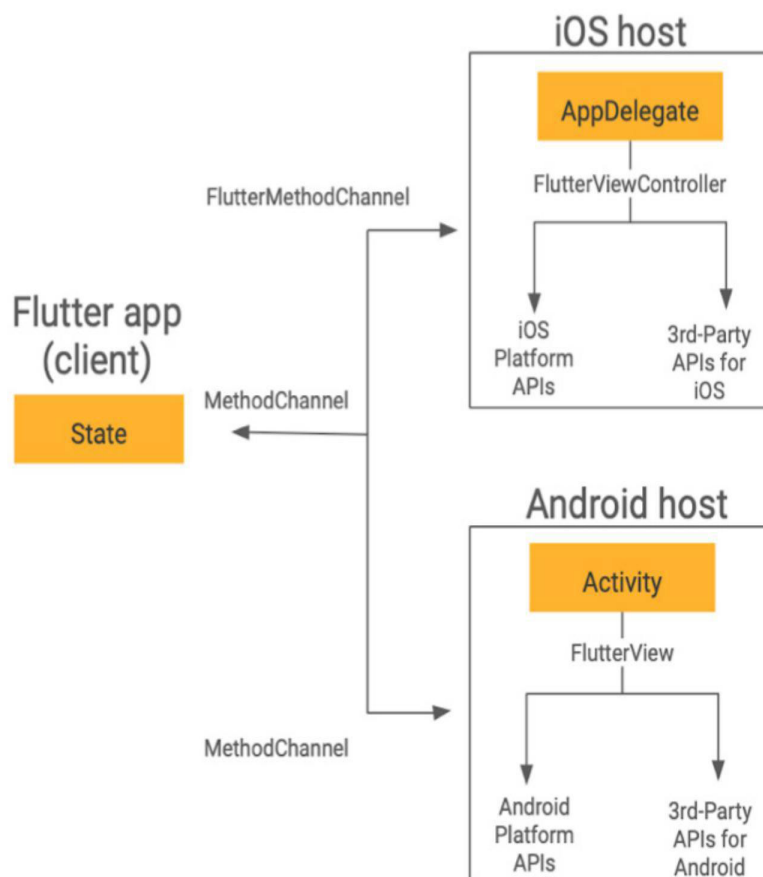 iOS host
AppDelegate
FlutterViewController
FlutterMethodChannel
iOS
Platform
APIs
3rd-Party
APIs for
iOS
Flutter app
(client)
State
MethodChannel
Android host
Activity
FlutterView
MethodChannel
Android
Platform
APIs
3rd-Party
APIs for
Android